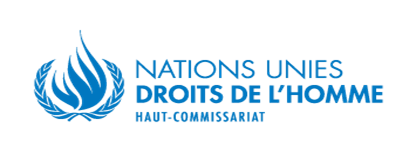 NATIONS UNIES
DROITS DE L'HOMME
HAUT-COMMISSARIAT